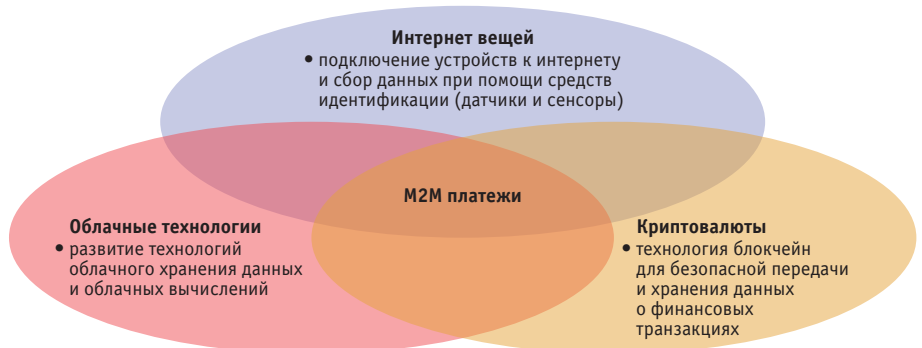 Интернет вещей
• подключение устройств к интернету
и сбор данных при помощи средств
идентификации (датчики и сенсоры)
М2М платежи
Облачные технологии
• развитие технологий
облачного хранения данных
и облачных вычислений
Криптовалюты
• технология блокчейн
для безопасной передачи
и хранения данных
о финансовых
транзакциях